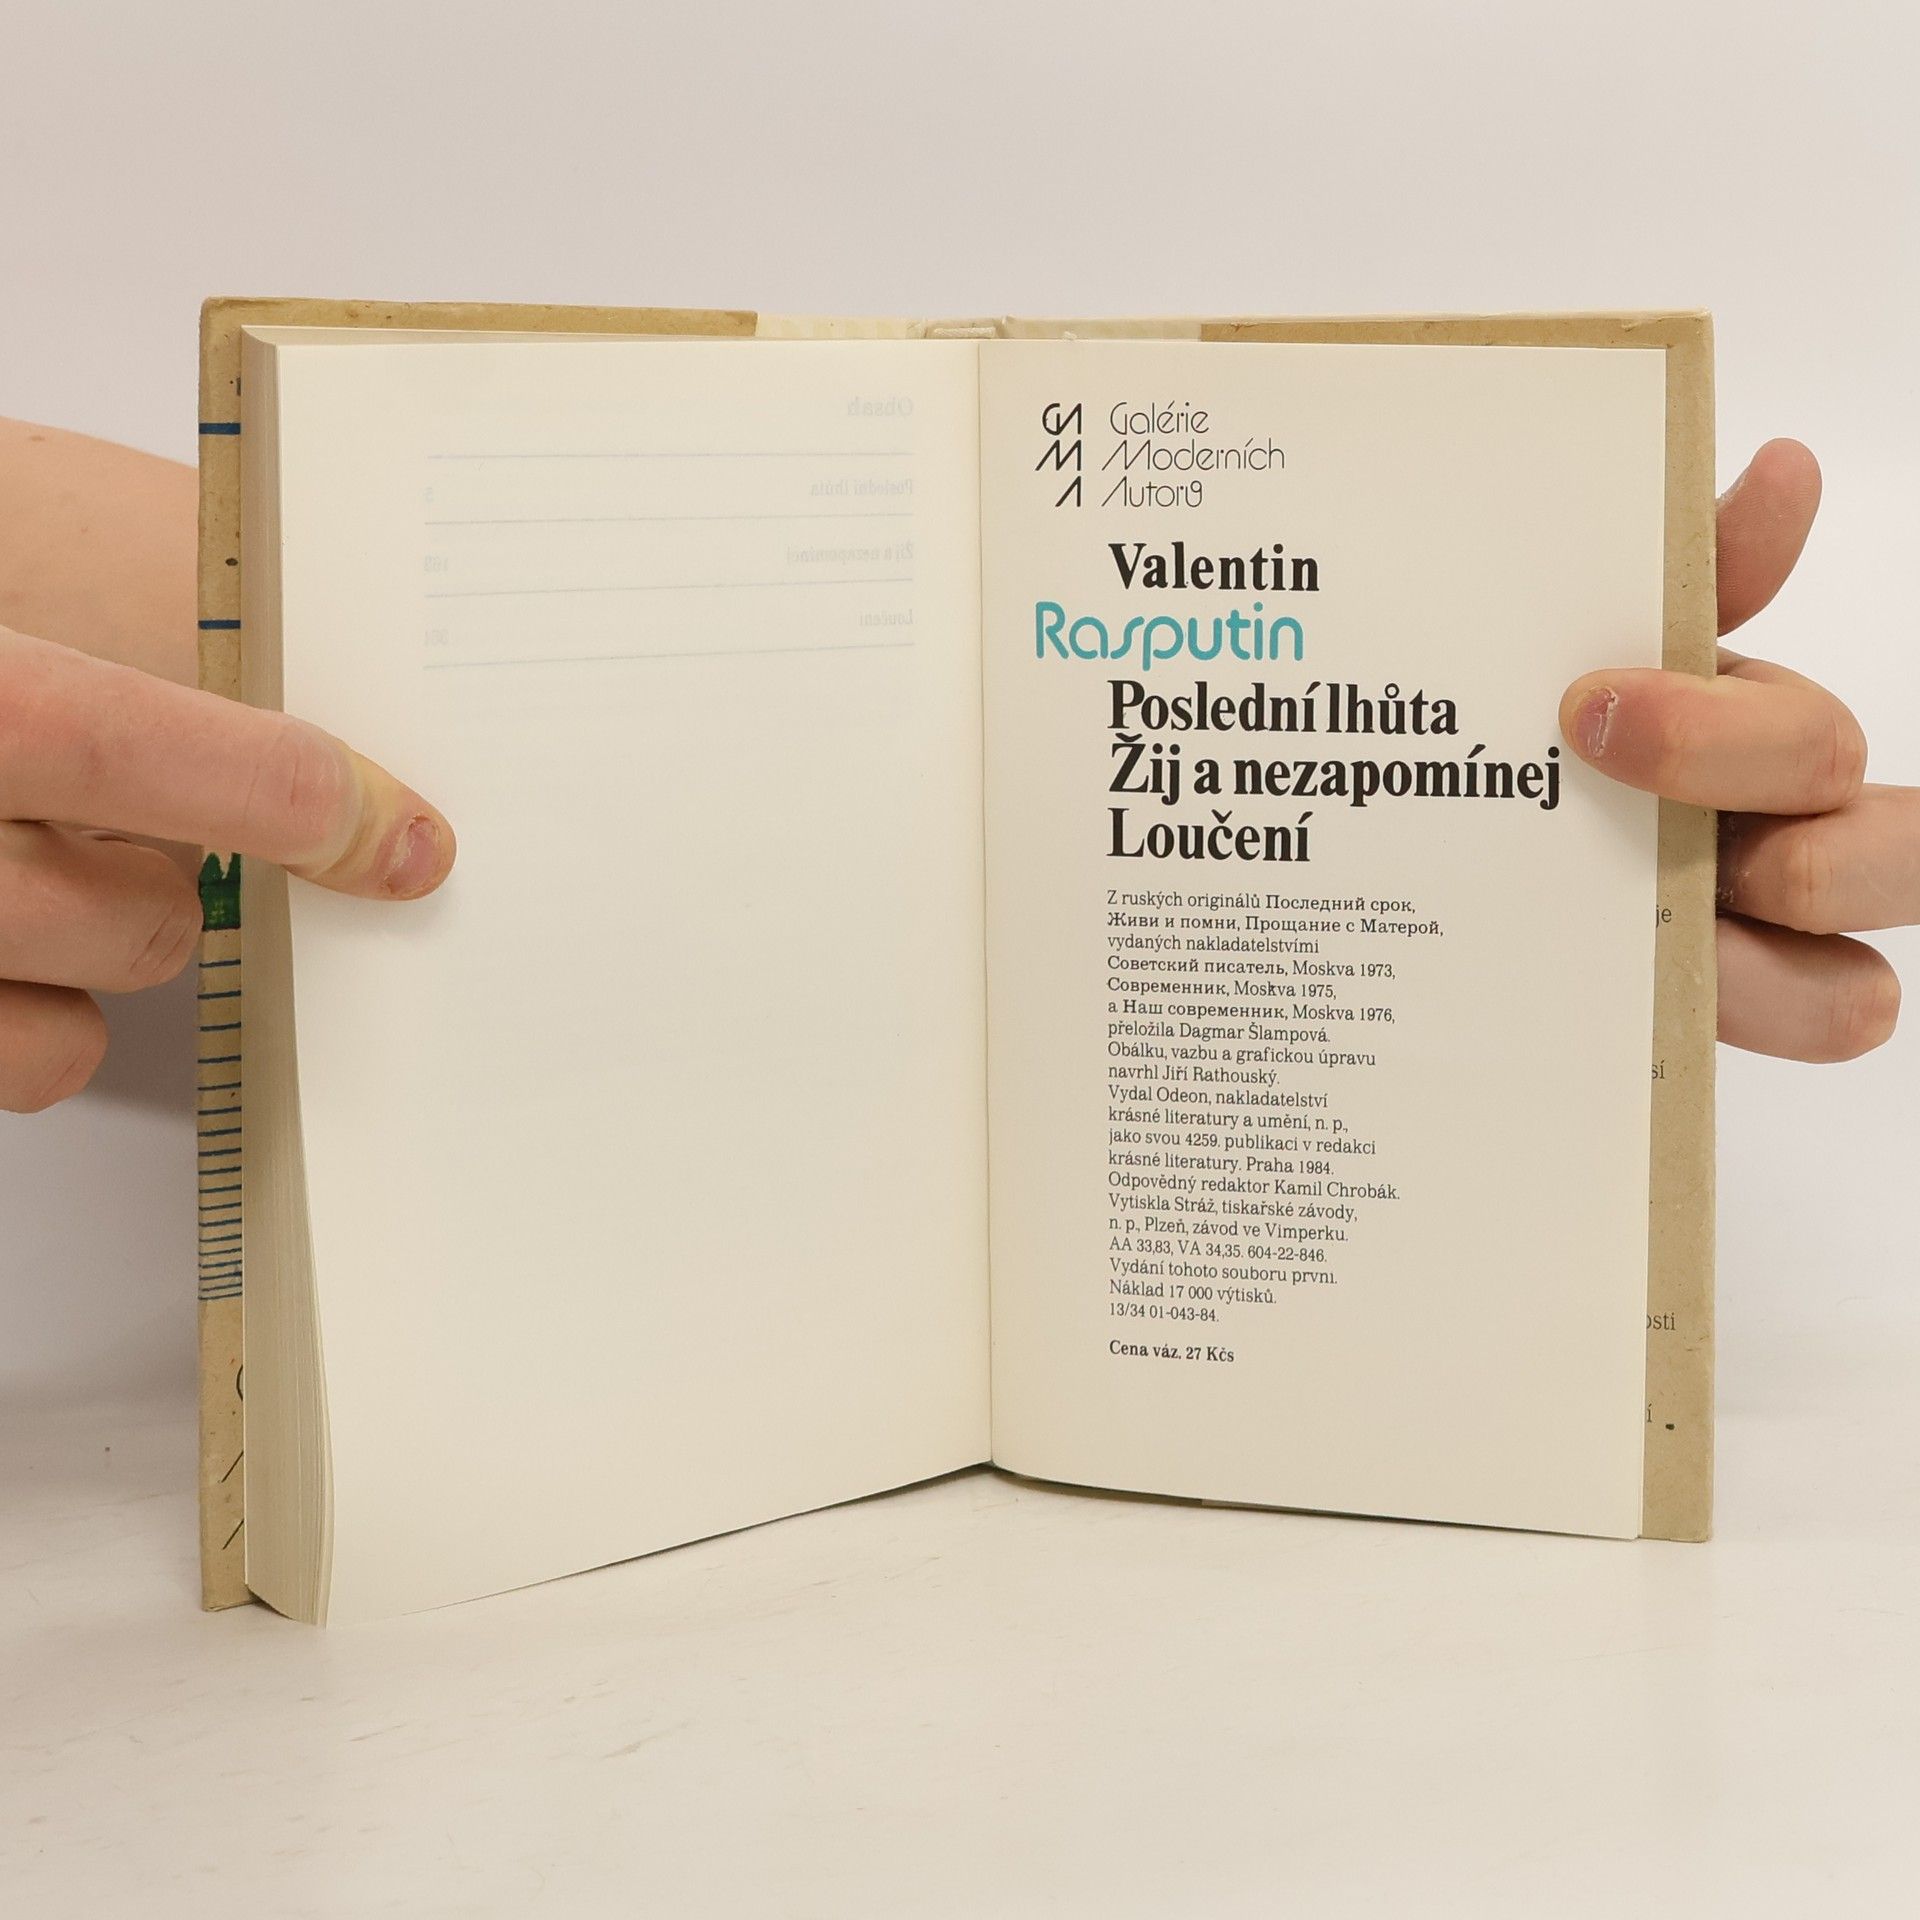 Obsah
Poslední lhůta 5
Žij a nezapomínej
Loučení
GMA
Galérie
Moderních
Autorů
Valentin
Rasputin
Poslední lhůta
Žij a nezapomínej
Loučení
Z ruských originálů Последний срок,
Живи и помни, Прощание с Матерой,
vydaných nakladatelstvími
Советский писатель, Moskva 1973,
Современник, Moskva 1975,
a Наш современник, Moskva 1976,
přeložila Dagmar Šlampová.
Obálku, vazbu a grafickou úpravu
navrhl Jiří Rathouský.
Vydal Odeon, nakladatelství
krásné literatury a umění, n. p.,
jako svou 4259. publikaci v redakci
krásné literatury. Praha 1984.
Odpovědný redaktor Kamil Chrobák.
Vytiskla Stráž, tiskařské závody,
n. p., Plzeň, závod ve Vimperku.
AA 33,83, VA 34,35. 604-22-846.
Vydání tohoto souboru první.
Náklad 17 000 výtisků.
13/34 01-043-84.
Cena váz. 27 Kčs
je